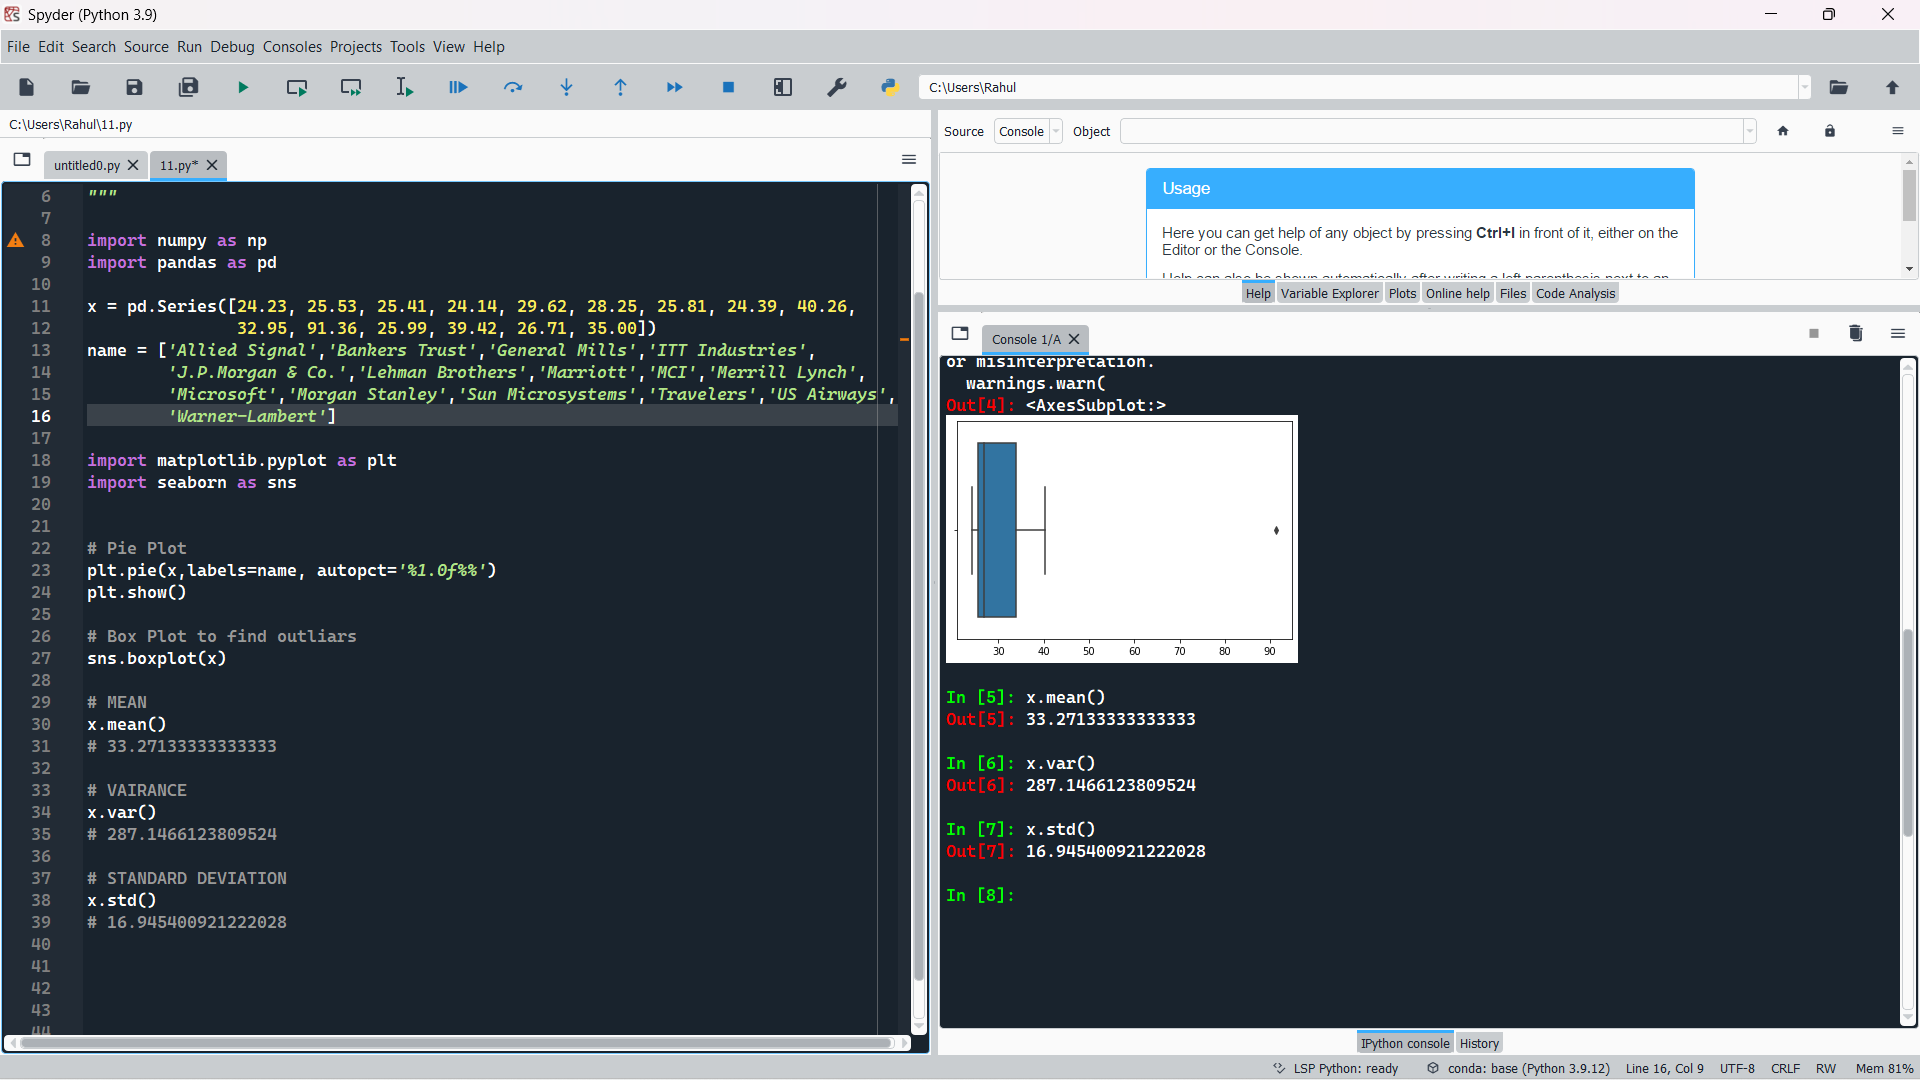 Spyder (Python 3.9)
File Edit Search Source Run Debug Consoles Projects Tools View Help
C:\Users\Rahul
C:\Users\Rahul\11.py
untitled0.py
11.py*
6 """
7
8 import numpy as np
9 import pandas as pd
10
11 x = pd.Series([24.23, 25.53, 25.41, 24.14, 29.62, 28.25, 25.81, 24.39, 40.26,
12 32.95, 91.36, 25.99, 39.42, 26.71, 35.00])
13 name = ['Allied Signal','Bankers Trust','General Mills','ITT Industries',
14 'J.P.Morgan & Co.','Lehman Brothers','Marriott','MCI','Merrill Lynch',
15 'Microsoft','Morgan Stanley','Sun Microsystems','Travelers','US Airways',
16 'Warner-Lambert']
17
18 import matplotlib.pyplot as plt
19 import seaborn as sns
20
21
22 # Pie Plot
23 plt.pie(x,labels=name, autopct='%1.0f%%')
24 plt.show()
25
26 # Box Plot to find outliars
27 sns.boxplot(x)
28
29 # MEAN
30 x.mean()
31 # 33.27133333333333
32
33 # VAIRANCE
34 x.var()
35 # 287.1466123809524
36
37 # STANDARD DEVIATION
38 x.std()
39 # 16.945400921222028
40
41
42
43
44
Source Console Object
Usage
Here you can get help of any object by pressing Ctrl+I in front of it, either on the
Editor or the Console.
Help can also be shown automatically after writing a left parenthesis next to an
Help Variable Explorer Plots Online help Files Code Analysis
Console 1/A
or misinterpretation.
warnings.warn(
Out[4]: <AxesSubplot:>
30 40 50 60 70 80 90
In [5]: x.mean()
Out[5]: 33.27133333333333
In [6]: x.var()
Out[6]: 287.1466123809524
In [7]: x.std()
Out[7]: 16.945400921222028
In [8]:
IPython console History
LSP Python: ready conda: base (Python 3.9.12) Line 16, Col 9 UTF-8 CRLF RW Mem 81%